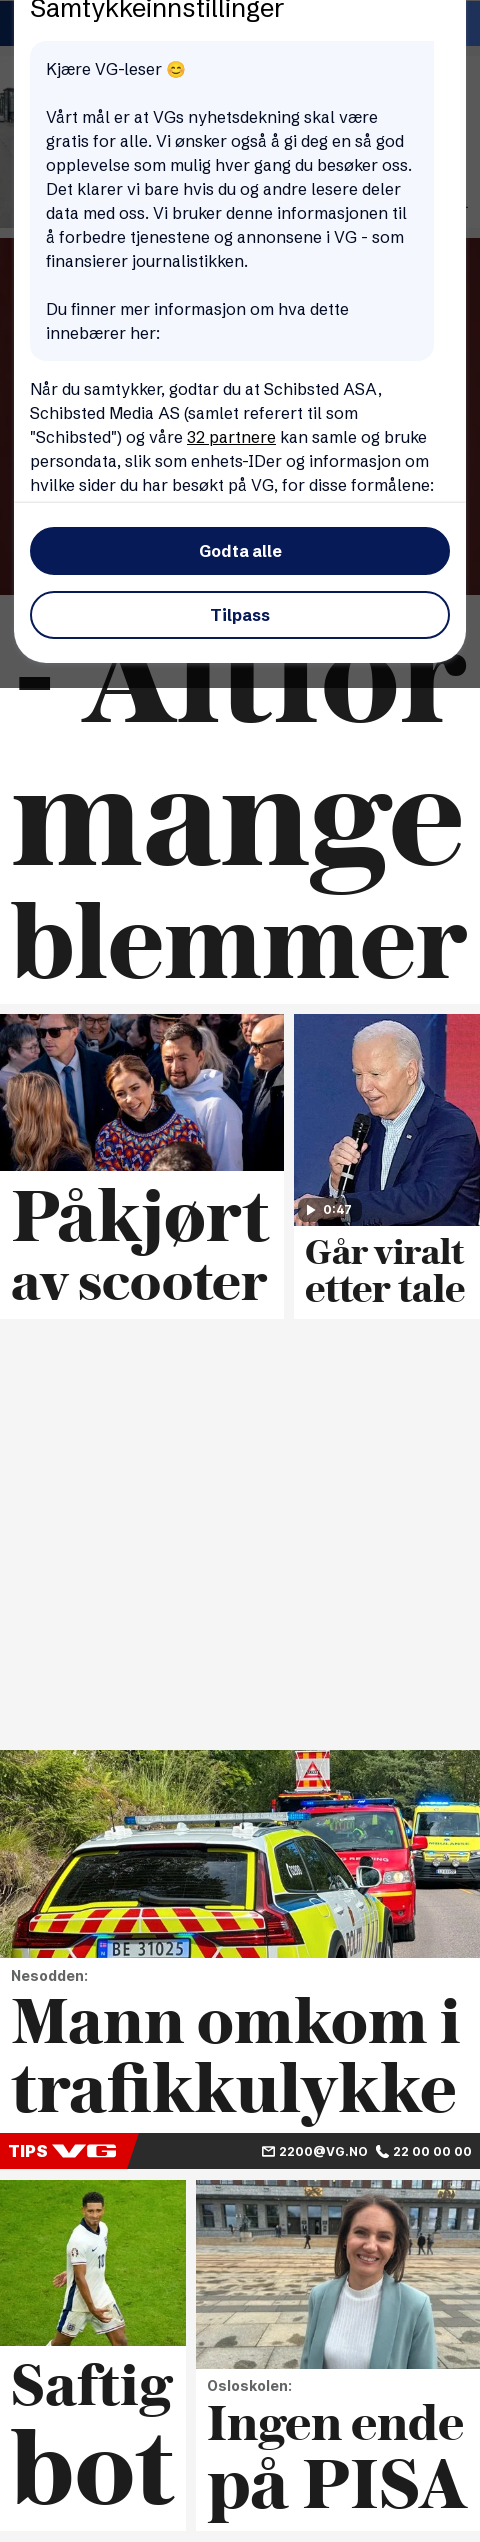 Samtykkeinnstillinger
Kjære VG-leser 😊
Vårt mål er at VGs nyhetsdekning skal være
gratis for alle. Vi ønsker også å gi deg en så god
opplevelse som mulig hver gang du besøker oss.
Det klarer vi bare hvis du og andre lesere deler
data med oss. Vi bruker denne informasjonen til
å forbedre tjenestene og annonsene i VG - som
finansierer journalistikken.
Du finner mer informasjon om hva dette
innebærer her:
Når du samtykker, godtar du at Schibsted ASA,
Schibsted Media AS (samlet referert til som
"Schibsted") og våre 32 partnere kan samle og bruke
persondata, slik som enhets-IDer og informasjon om
hvilke sider du har besøkt på VG, for disse formålene:
Godta alle
Tilpass
- Altfor
mange
blemmer
0:47
Påkjørt
av scooter
Går viralt
etter tale
BE 31025
Nesodden:
Mann omkom i
trafikkulykke
TIPS VG 2200@VG.NO 22 00 00 00
10
Saftig
bot
Osloskolen:
Ingen ende
på PISA